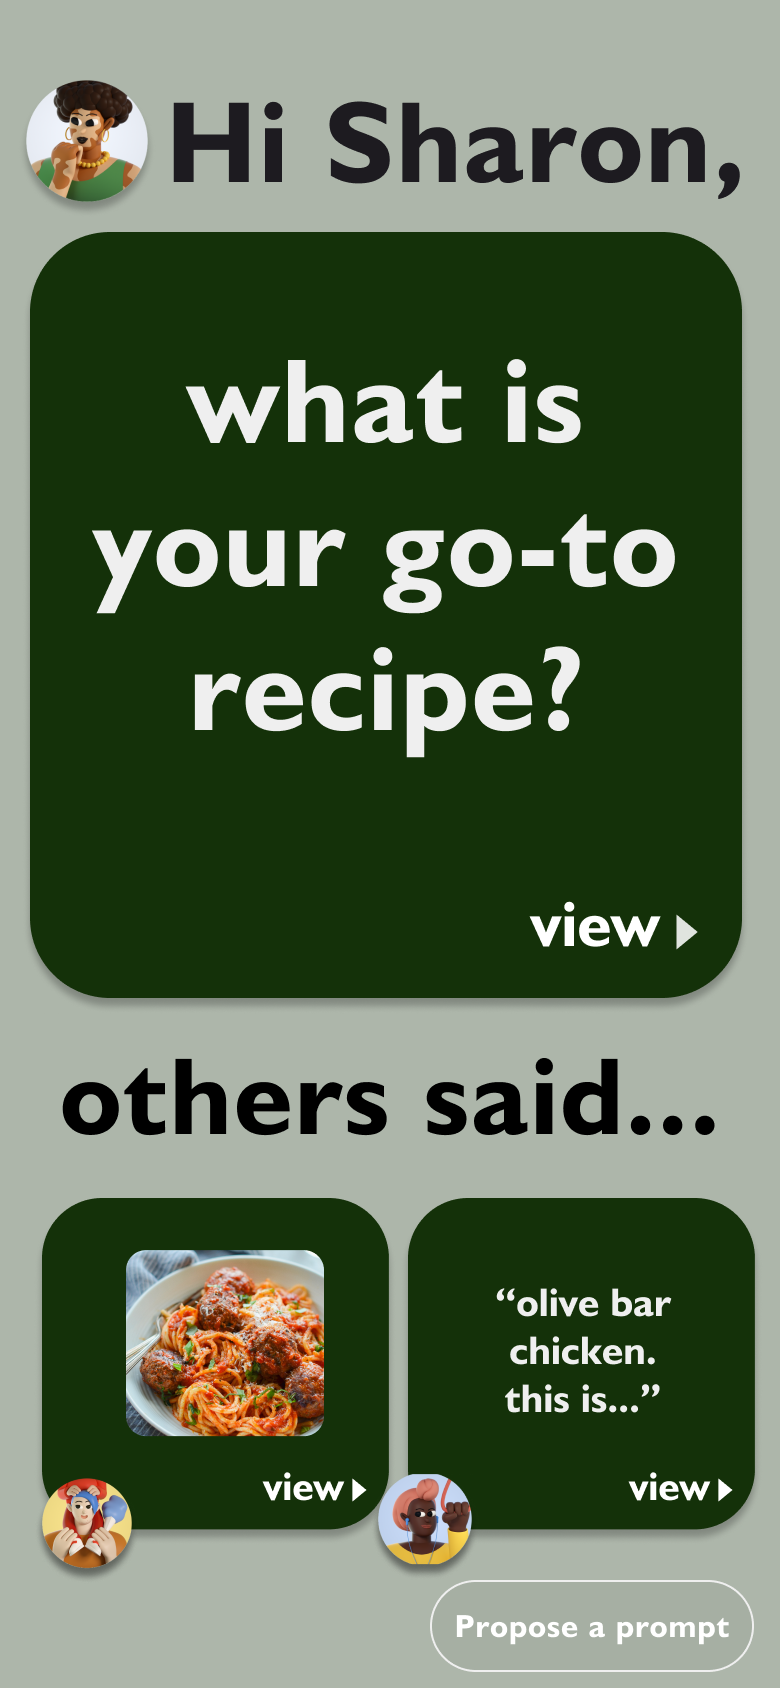 Hi Sharon,
what is
your go-to
recipe?
view
others said...
“olive bar
chicken.
this is...”
view
view
Propose a prompt